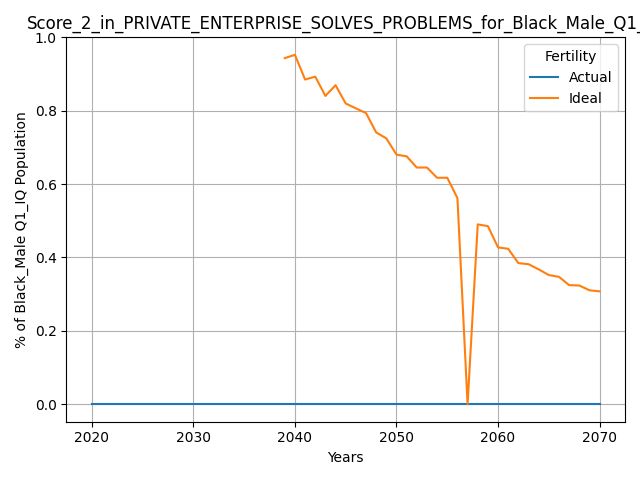 Score_2_in_PRIVATE_ENTERPRISE_SOLVES_PROBLEMS_for_Black_Male_Q1_
% of Black_Male Q1_IQ Population
1.0
0.8
0.6
0.4
0.2
0.0
Fertility
Actual
Ideal
2020 2030 2040 2050 2060 2070
Years